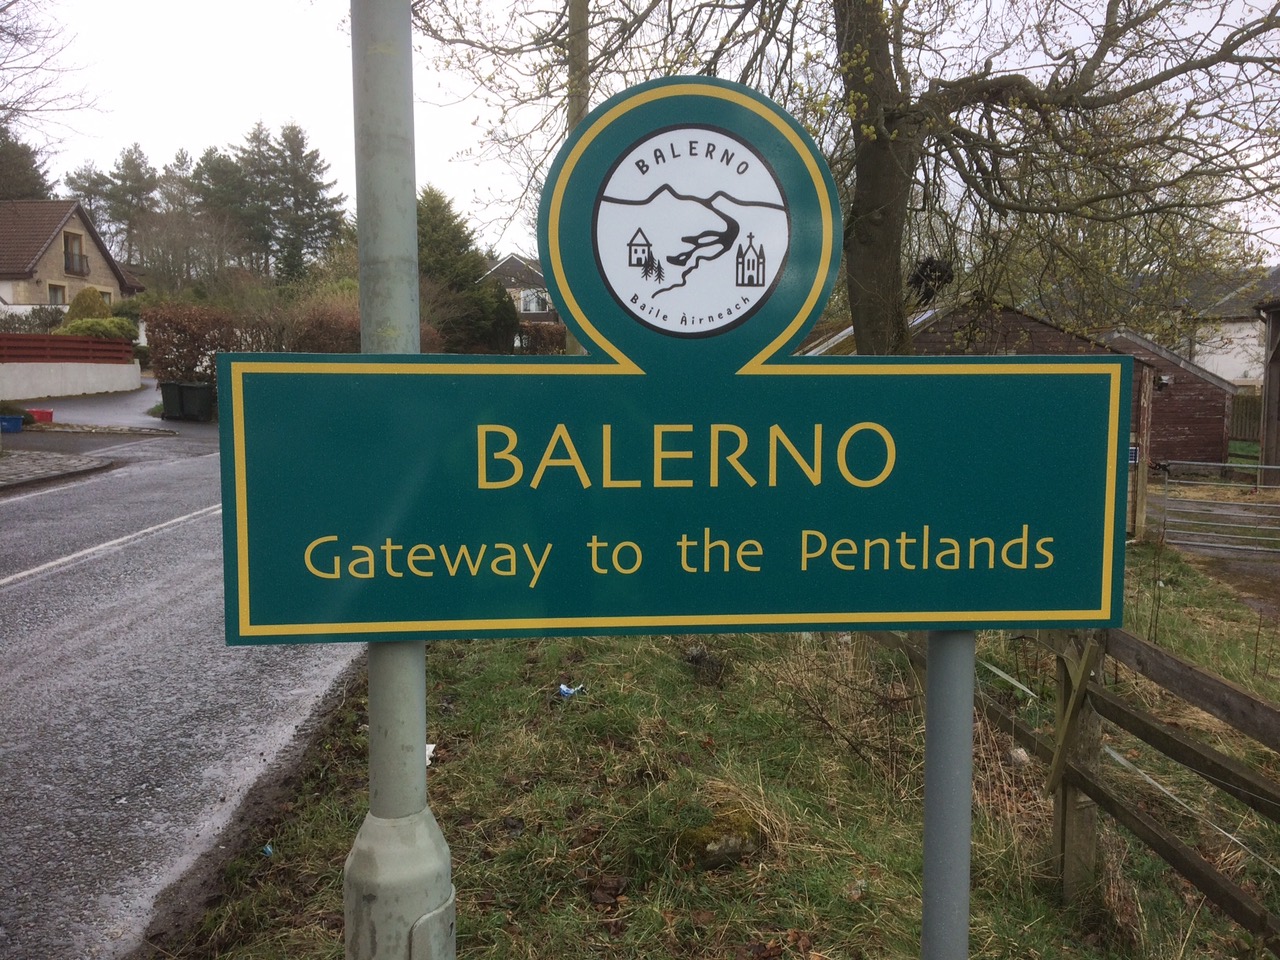 BALERNO
Baile Àirneach
BALERNO
Gateway to the Pentlands